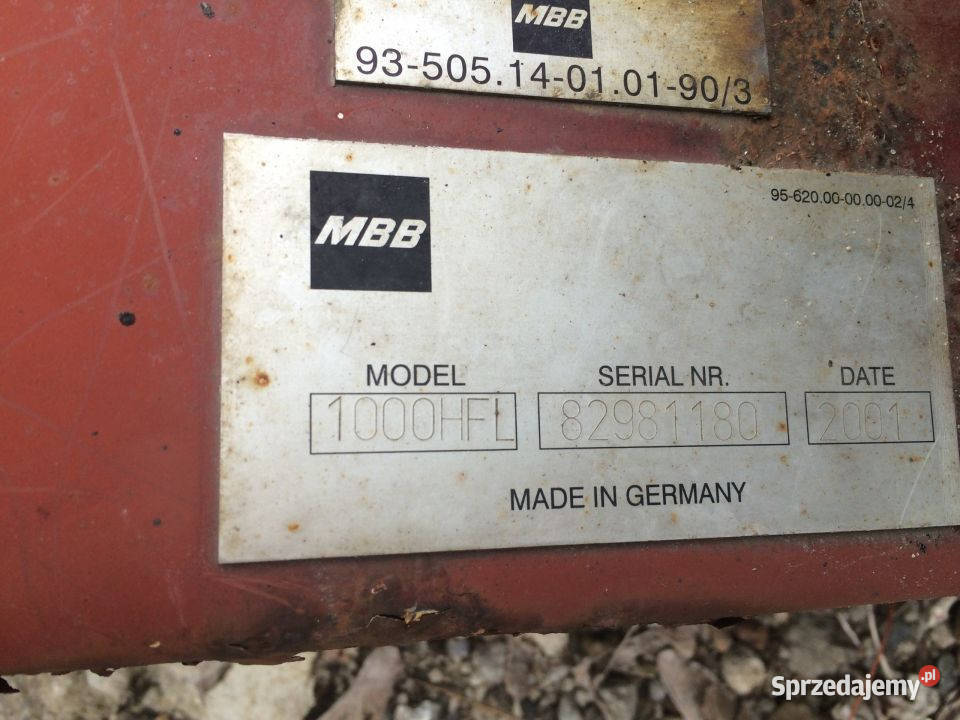 MBB
93-505.14-01.01-90/3
MBB
95-620.00-00.00-02/4
MODEL SERIAL NR. DATE
1000HFL 82981180 2001
MADE IN GERMANY
Sprzedajemy.pl